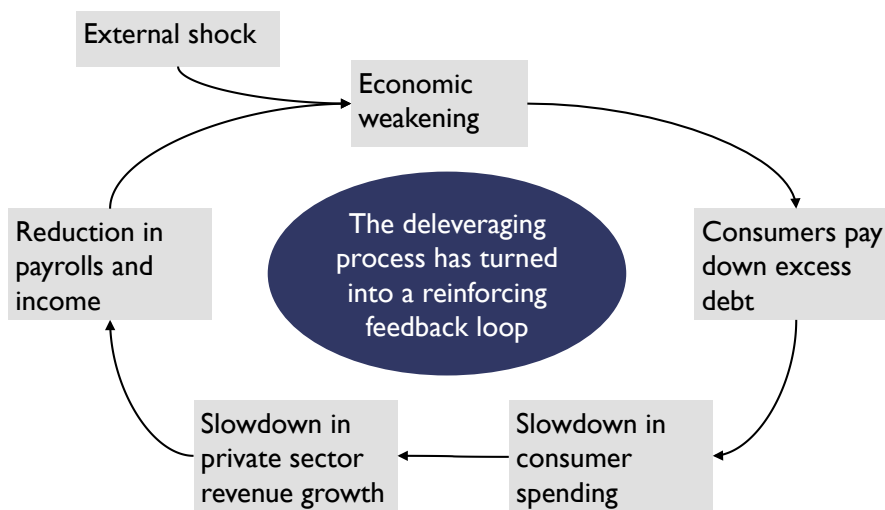 External shock
Economic
weakening
Consumers pay
down excess
debt
Slowdown in
consumer
spending
Slowdown in
private sector
revenue growth
Reduction in
payrolls and
income
The deleveraging
process has turned
into a reinforcing
feedback loop